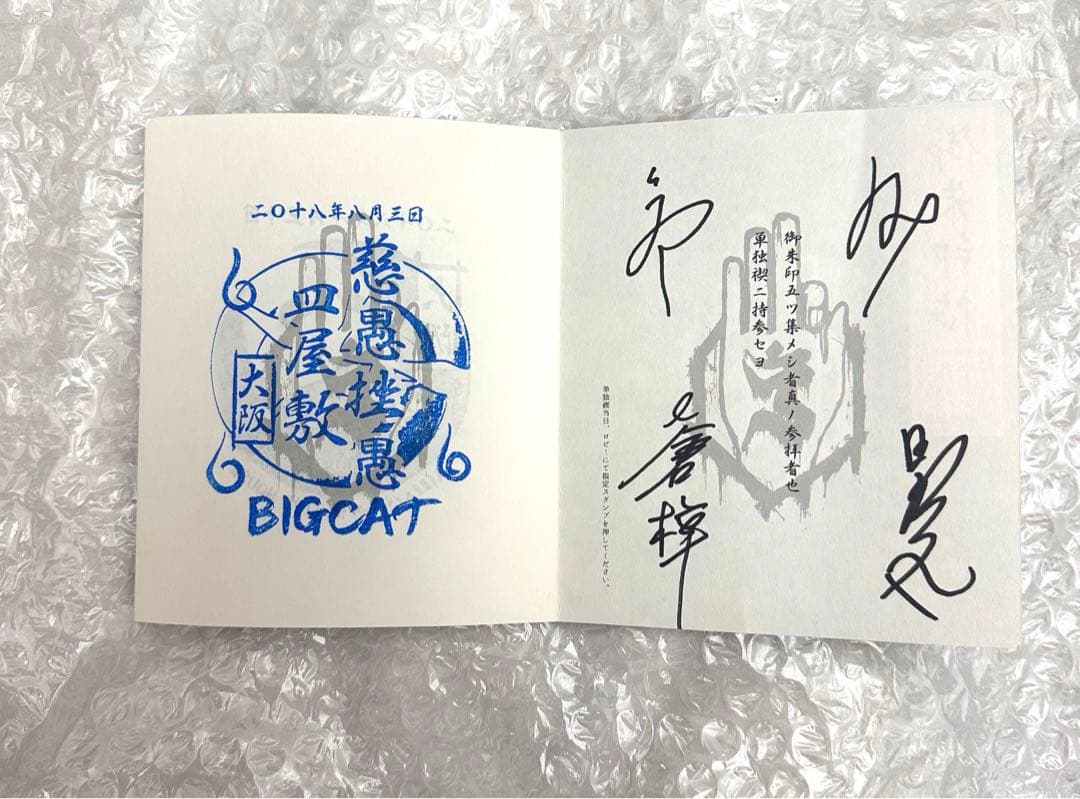 二〇十八年八月三日
慈愚挫愚
皿屋敷
大阪
BIGCAT
御朱印五ツ集メシ者真ノ参拝者也
単独禊ニ持参セヨ
単独禊当日、ロビーにて指定スタンプを押してください。